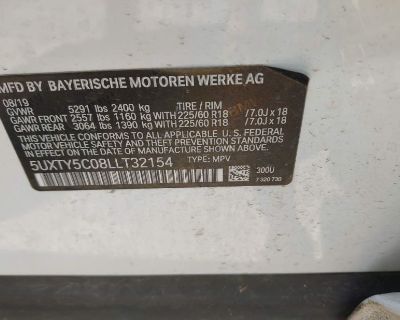 MFD BY BAYERISCHE MOTOREN WERKE AG
08/19
GVWR 5291 lbs 2400 kg TIRE / RIM
GAWR FRONT 2557 lbs 1160 kg WITH 225/60 R18 / 7.0J x 18
GAWR REAR 3064 lbs 1390 kg WITH 225/60 R18 / 7.0J x 18
THIS VEHICLE CONFORMS TO ALL APPLICABLE U.S. FEDERAL
MOTOR VEHICLE SAFETY STANDARDS IN EFFECT
ON THE DATE OF MANUFACTURE SHOWN ABOVE.
5UXTY5C08LLT32154 TYPE: MPV
300U
7 320 730